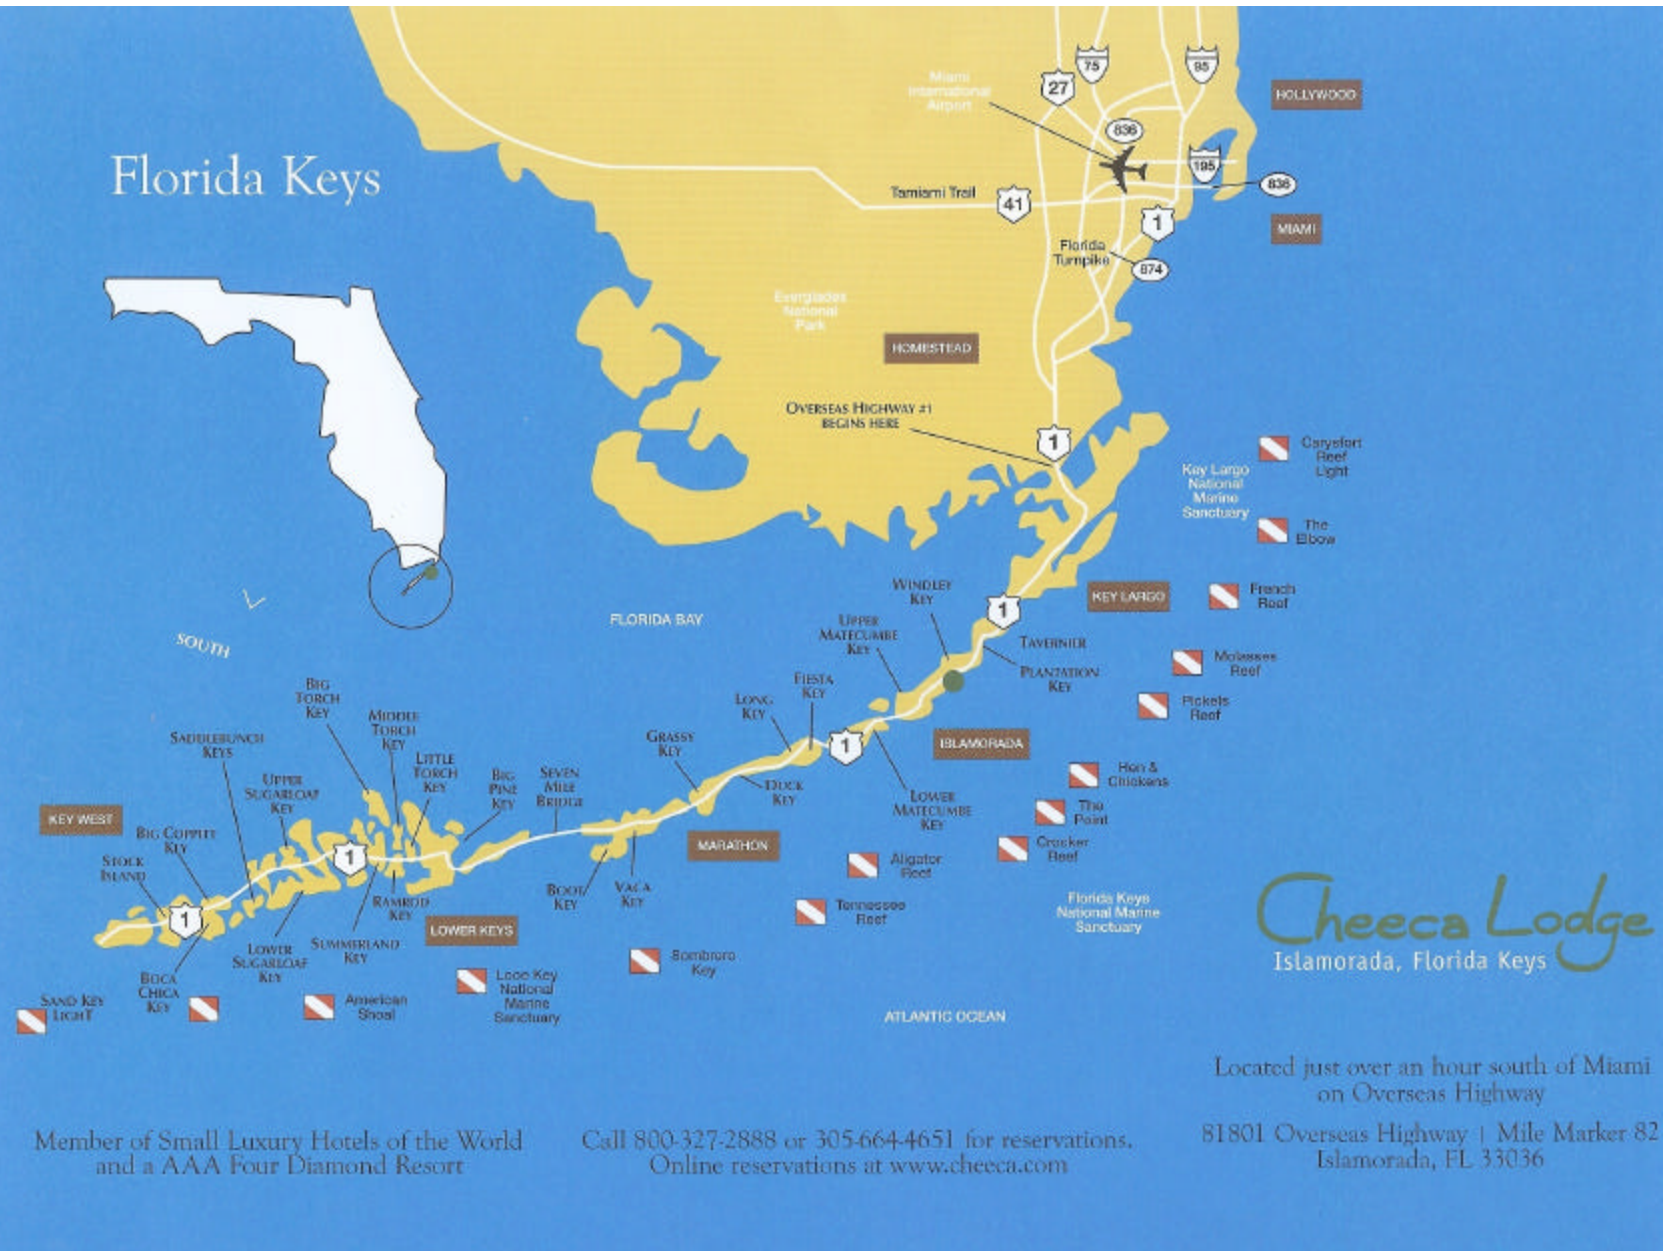 Miami
International
Airport
27
75
95
HOLLYWOOD
836
195
836
Florida Keys
Tamiami Trail
41
1
MIAMI
Florida
Turnpike
874
Everglades
National
Park
HOMESTEAD
OVERSEAS HIGHWAY #1
BEGINS HERE
1
Key Largo
National
Marine
Sanctuary
Carysfort
Reef
Light
The
Elbow
French
Reef
KEY LARGO
1
WINDLEY
KEY
UPPER
MATECUMBE
KEY
FLORIDA BAY
SOUTH
TAVERNIER
PLANTATION
KEY
Molasses
Reef
Pickels
Reef
FIESTA
KEY
LONG
KEY
GRASSY
KEY
1
ISLAMORADA
Hen &
Chickens
The
Point
Crocker
Reef
LOWER
MATECUMBE
KEY
DUCK
KEY
BIG
TORCH
KEY
MIDDLE
TORCH
KEY
LITTLE
TORCH
KEY
BIG
PINE
KEY
SEVEN
MILE
BRIDGE
SADDLEBUNCH
KEYS
UPPER
SUGARLOAF
KEY
KEY WEST
BIG COPPITT
KEY
STOCK
ISLAND
1
1
MARATHON
Aligator
Reef
Tennessee
Reef
BOOT
KEY
VACA
KEY
RAMROD
KEY
LOWER KEYS
SUMMERLAND
KEY
LOWER
SUGARLOAF
KEY
BOCA
CHICA
KEY
SAND KEY
LIGHT
American
Shoal
Looe Key
National
Marine
Sanctuary
Sombrero
Key
Florida Keys
National Marine
Sanctuary
ATLANTIC OCEAN
Cheeca Lodge
Islamorada, Florida Keys
Located just over an hour south of Miami
on Overseas Highway
81801 Overseas Highway | Mile Marker 82
Islamorada, FL 33036
Member of Small Luxury Hotels of the World
and a AAA Four Diamond Resort
Call 800-327-2888 or 305-664-4651 for reservations.
Online reservations at www.cheeca.com